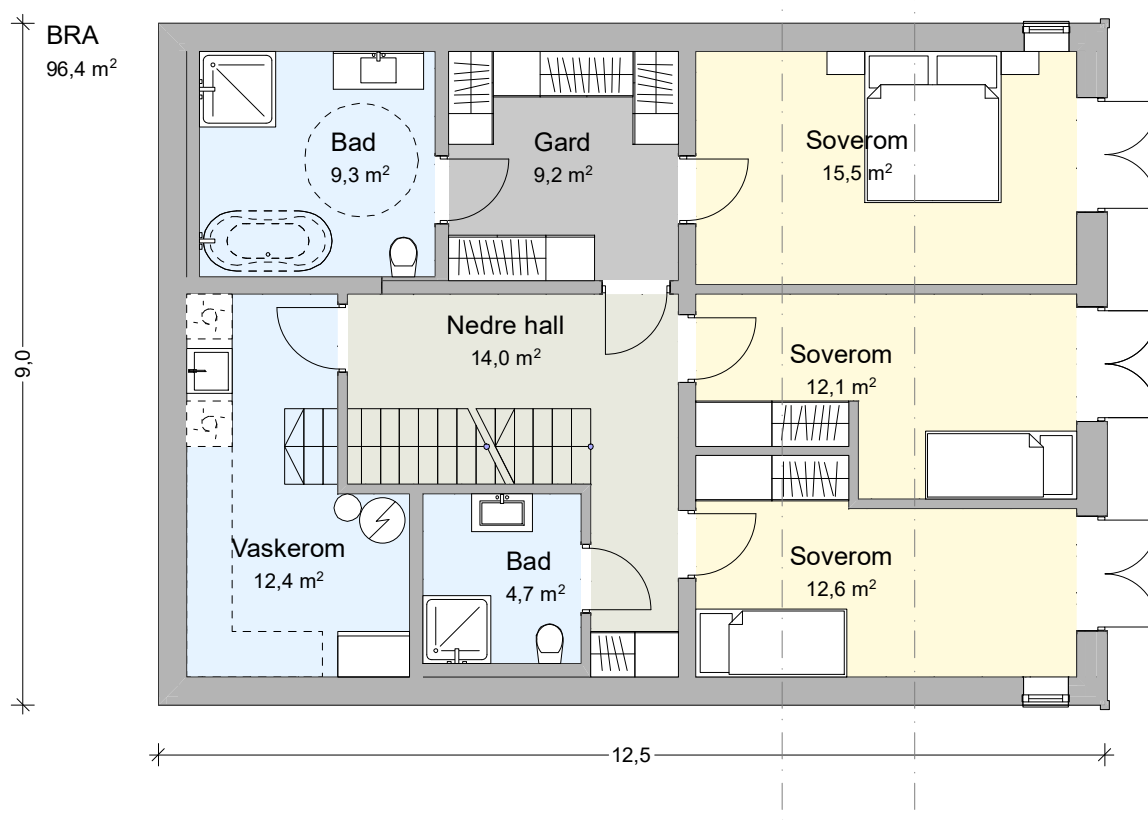 BRA
96,4 m²
Bad
9,3 m²
Gard
9,2 m²
Soverom
15,5 m²
Nedre hall
14,0 m²
Soverom
12,1 m²
9,0
Vaskerom
12,4 m²
Bad
4,7 m²
Soverom
12,6 m²
12,5